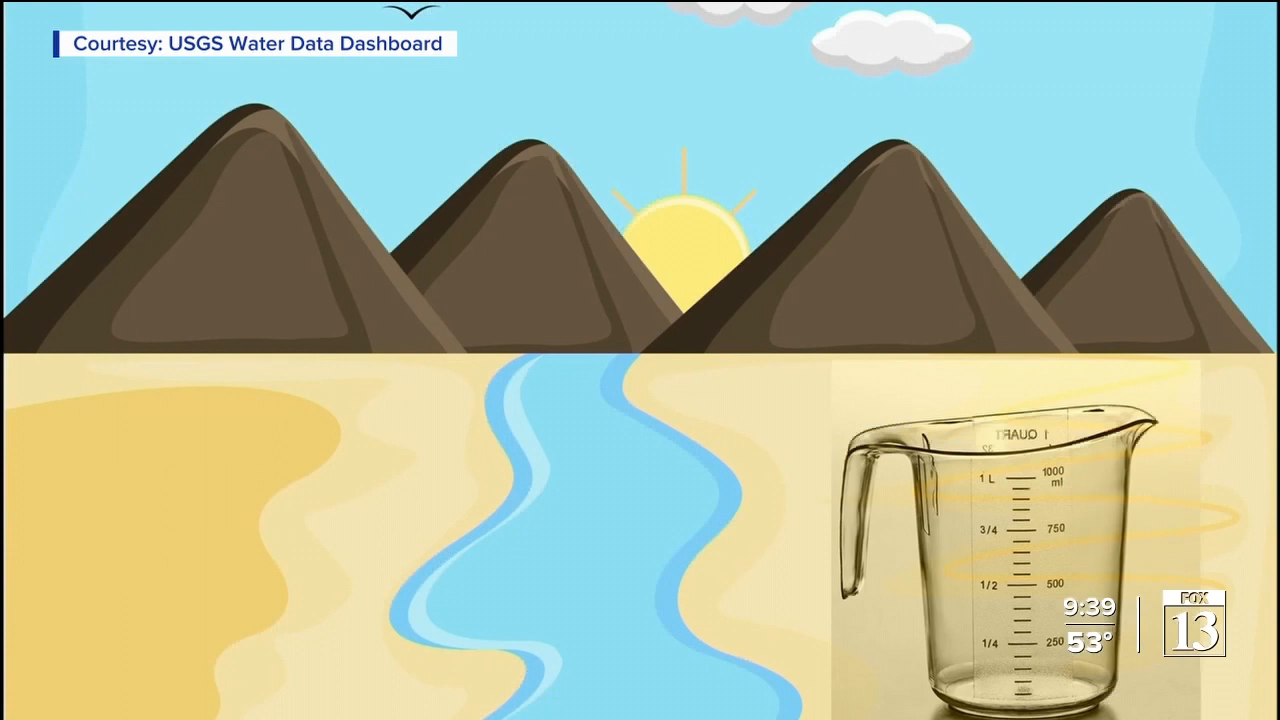 Courtesy: USGS Water Data Dashboard
1 QUART
32
1 L
1000
ml
3/4
750
1/2
500
1/4
250
9:39
53°
FOX
13